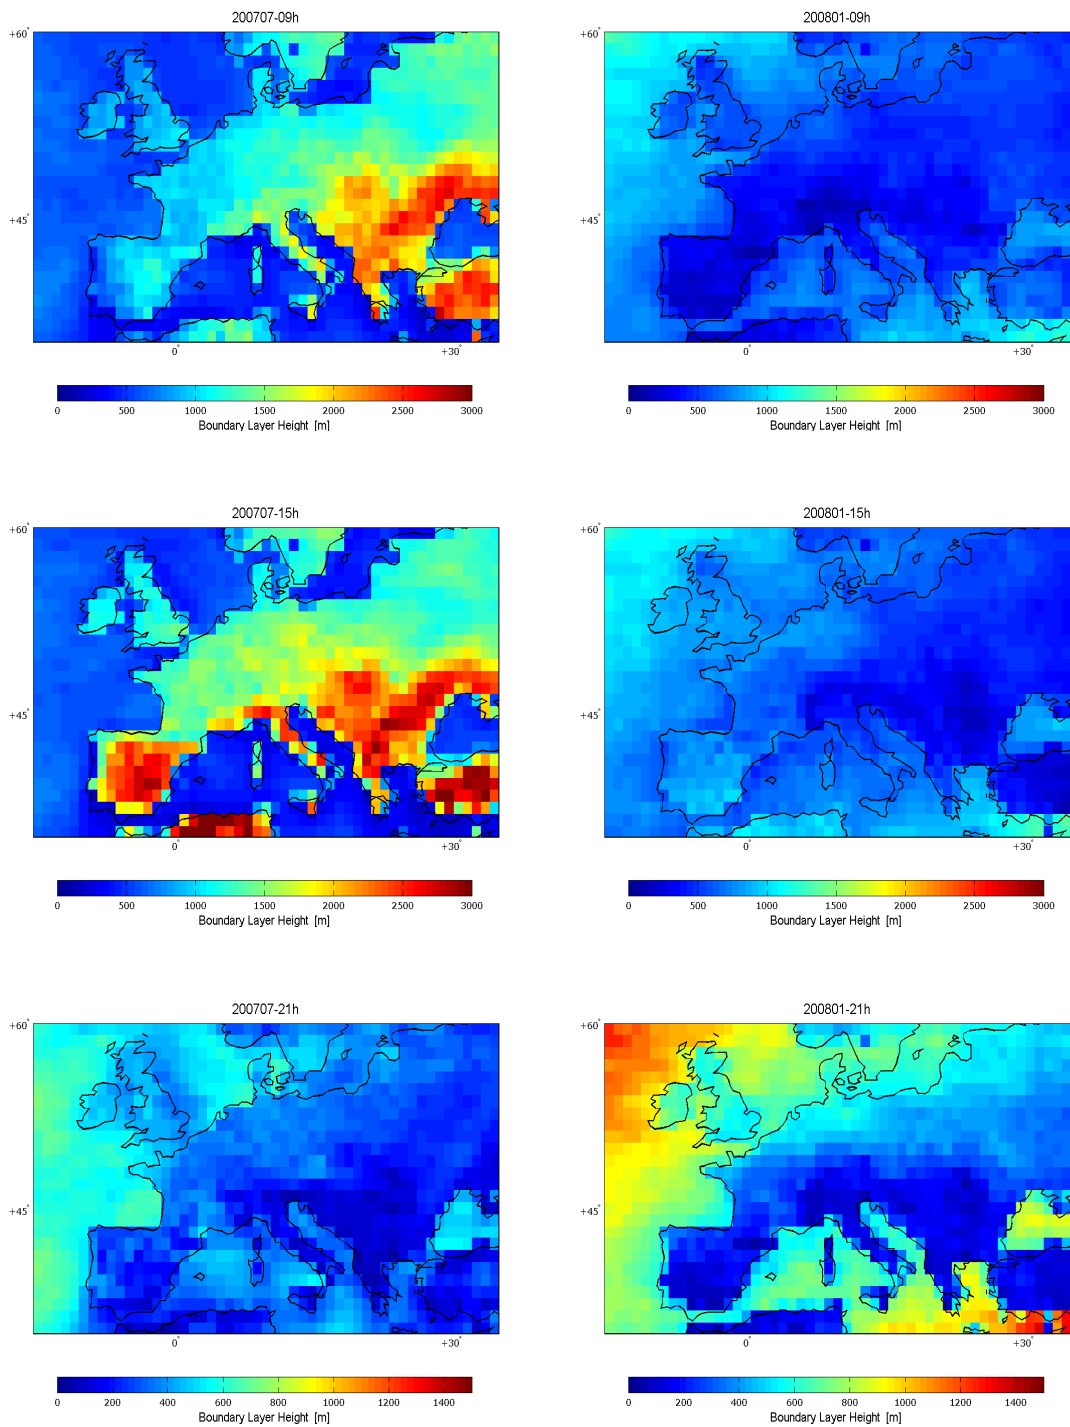 200707-09h 200801-09h
+60° +60°
+45° +45°
0° +30° 0° +30°
0 500 1000 1500 2000 2500 3000 0 500 1000 1500 2000 2500 3000
Boundary Layer Height [m] Boundary Layer Height [m]
200707-15h 200801-15h
+60° +60°
+45° +45°
0° +30° 0° +30°
0 500 1000 1500 2000 2500 3000 0 500 1000 1500 2000 2500 3000
Boundary Layer Height [m] Boundary Layer Height [m]
200707-21h 200801-21h
+60° +60°
+45° +45°
0° +30° 0° +30°
0 200 400 600 800 1000 1200 1400 0 200 400 600 800 1000 1200 1400
Boundary Layer Height [m] Boundary Layer Height [m]